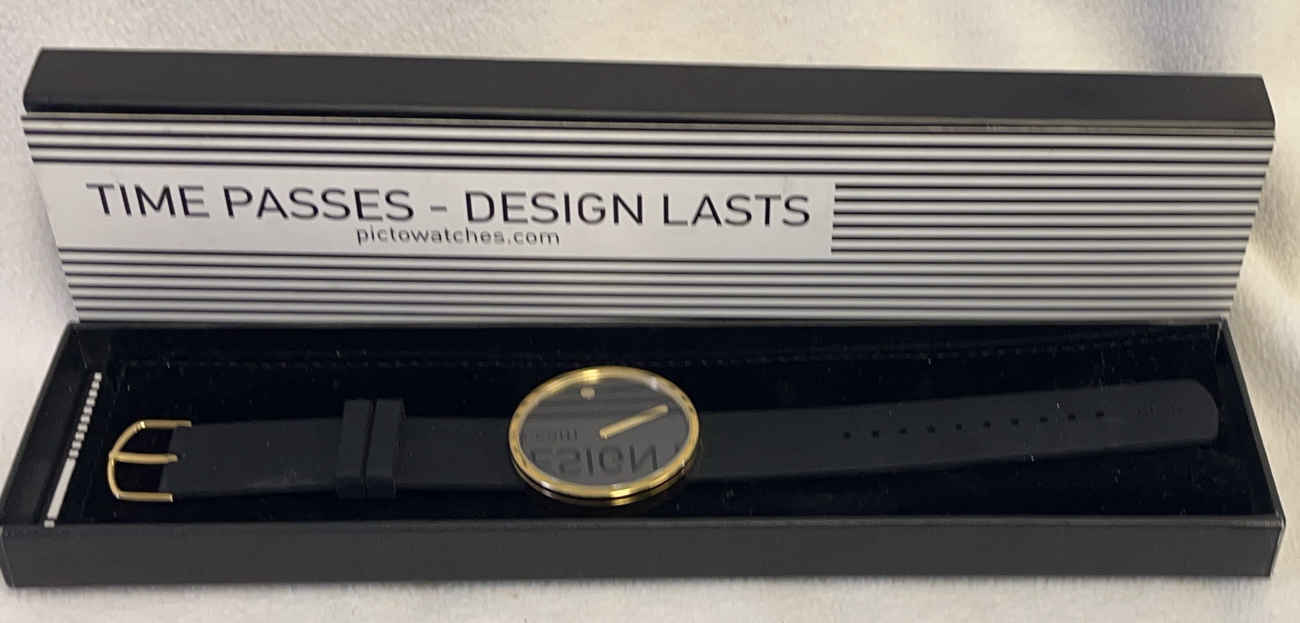 TIME PASSES - DESIGN LASTS
pictowatches.com